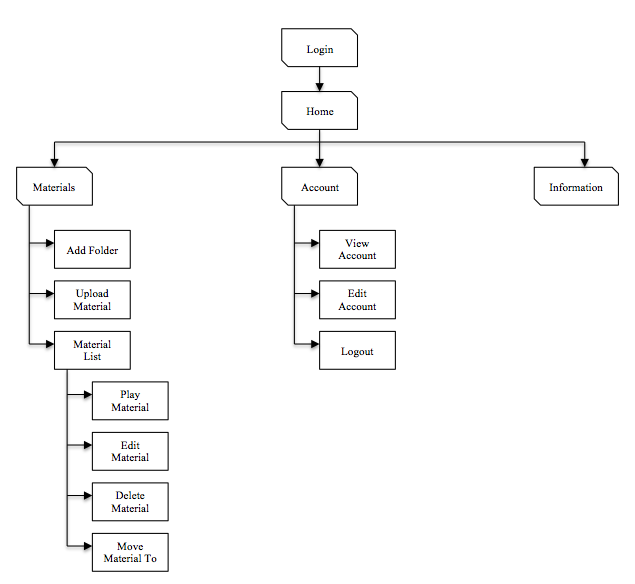 Login
Home
Materials
Account
Information
Add Folder
Upload
Material
Material
List
Play
Material
Edit
Material
Delete
Material
Move
Material To
View
Account
Edit
Account
Logout